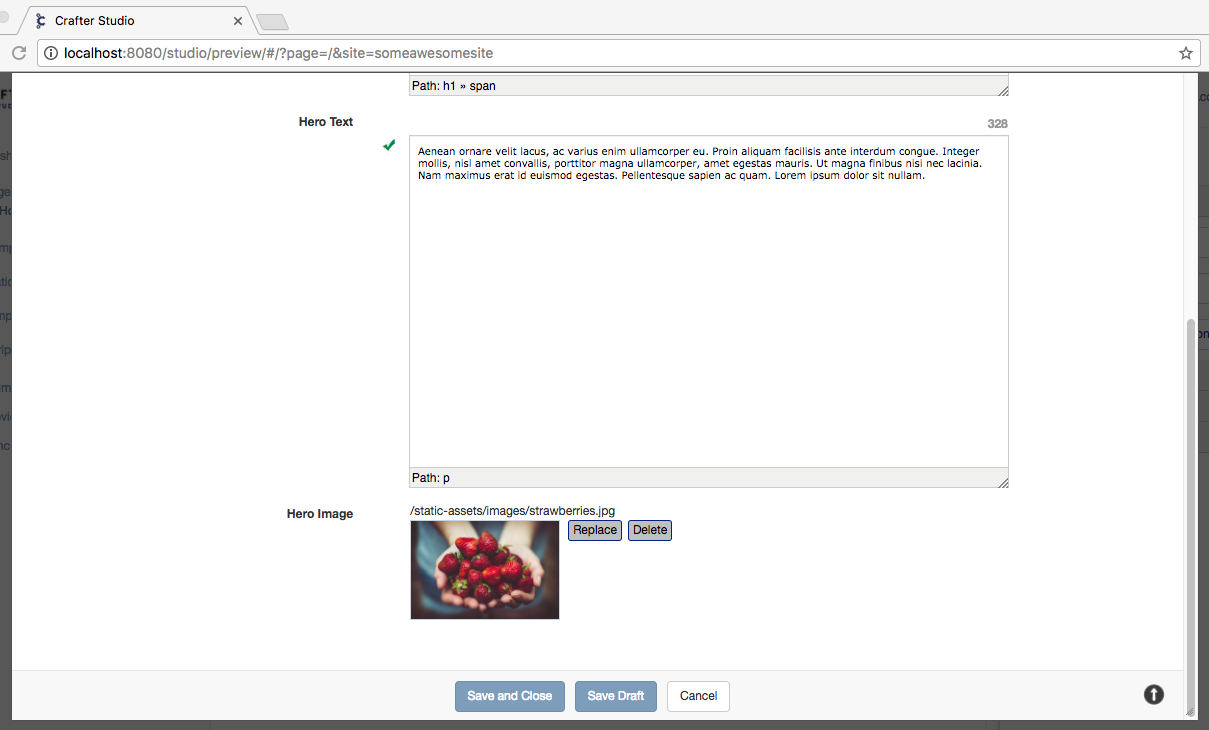 Crafter Studio
localhost:8080/studio/preview/#/?page=/&site=someawesomesite
Path: h1 » span
Hero Text
328
Aenean ornare velit lacus, ac varius enim ullamcorper eu. Proin aliquam facilisis ante interdum congue. Integer
mollis, nisl amet convallis, porttitor magna ullamcorper, amet egestas mauris. Ut magna finibus nisi nec lacinia.
Nam maximus erat id euismod egestas. Pellentesque sapien ac quam. Lorem ipsum dolor sit nullam.
Path: p
Hero Image
/static-assets/images/strawberries.jpg
Replace Delete
Save and Close Save Draft Cancel